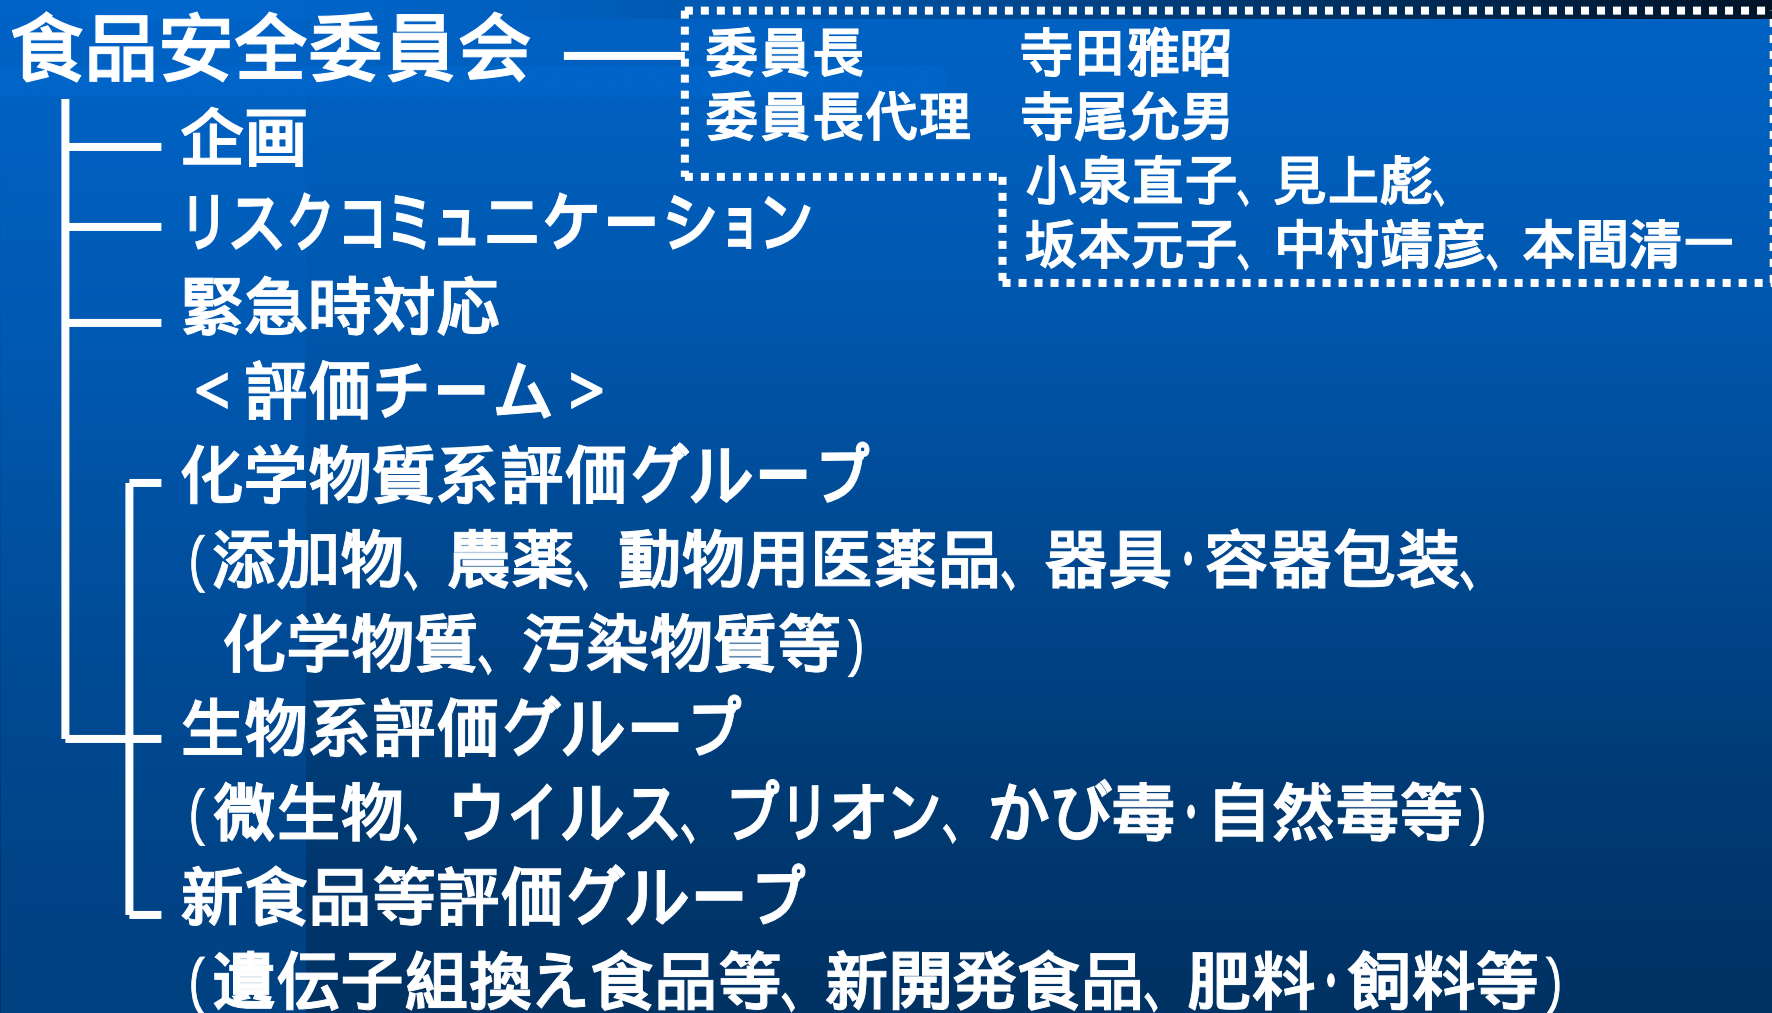 食品安全委員会
委員長 寺田雅昭
委員長代理 寺尾允男
小泉直子、見上彪、
坂本元子、中村靖彦、本間清一
企画
リスクコミュニケーション
緊急時対応
<評価チーム>
化学物質系評価グループ
(添加物、農薬、動物用医薬品、器具・容器包装、
化学物質、汚染物質等)
生物系評価グループ
(微生物、ウイルス、プリオン、かび毒・自然毒等)
新食品等評価グループ
(遺伝子組換え食品等、新開発食品、肥料・飼料等)